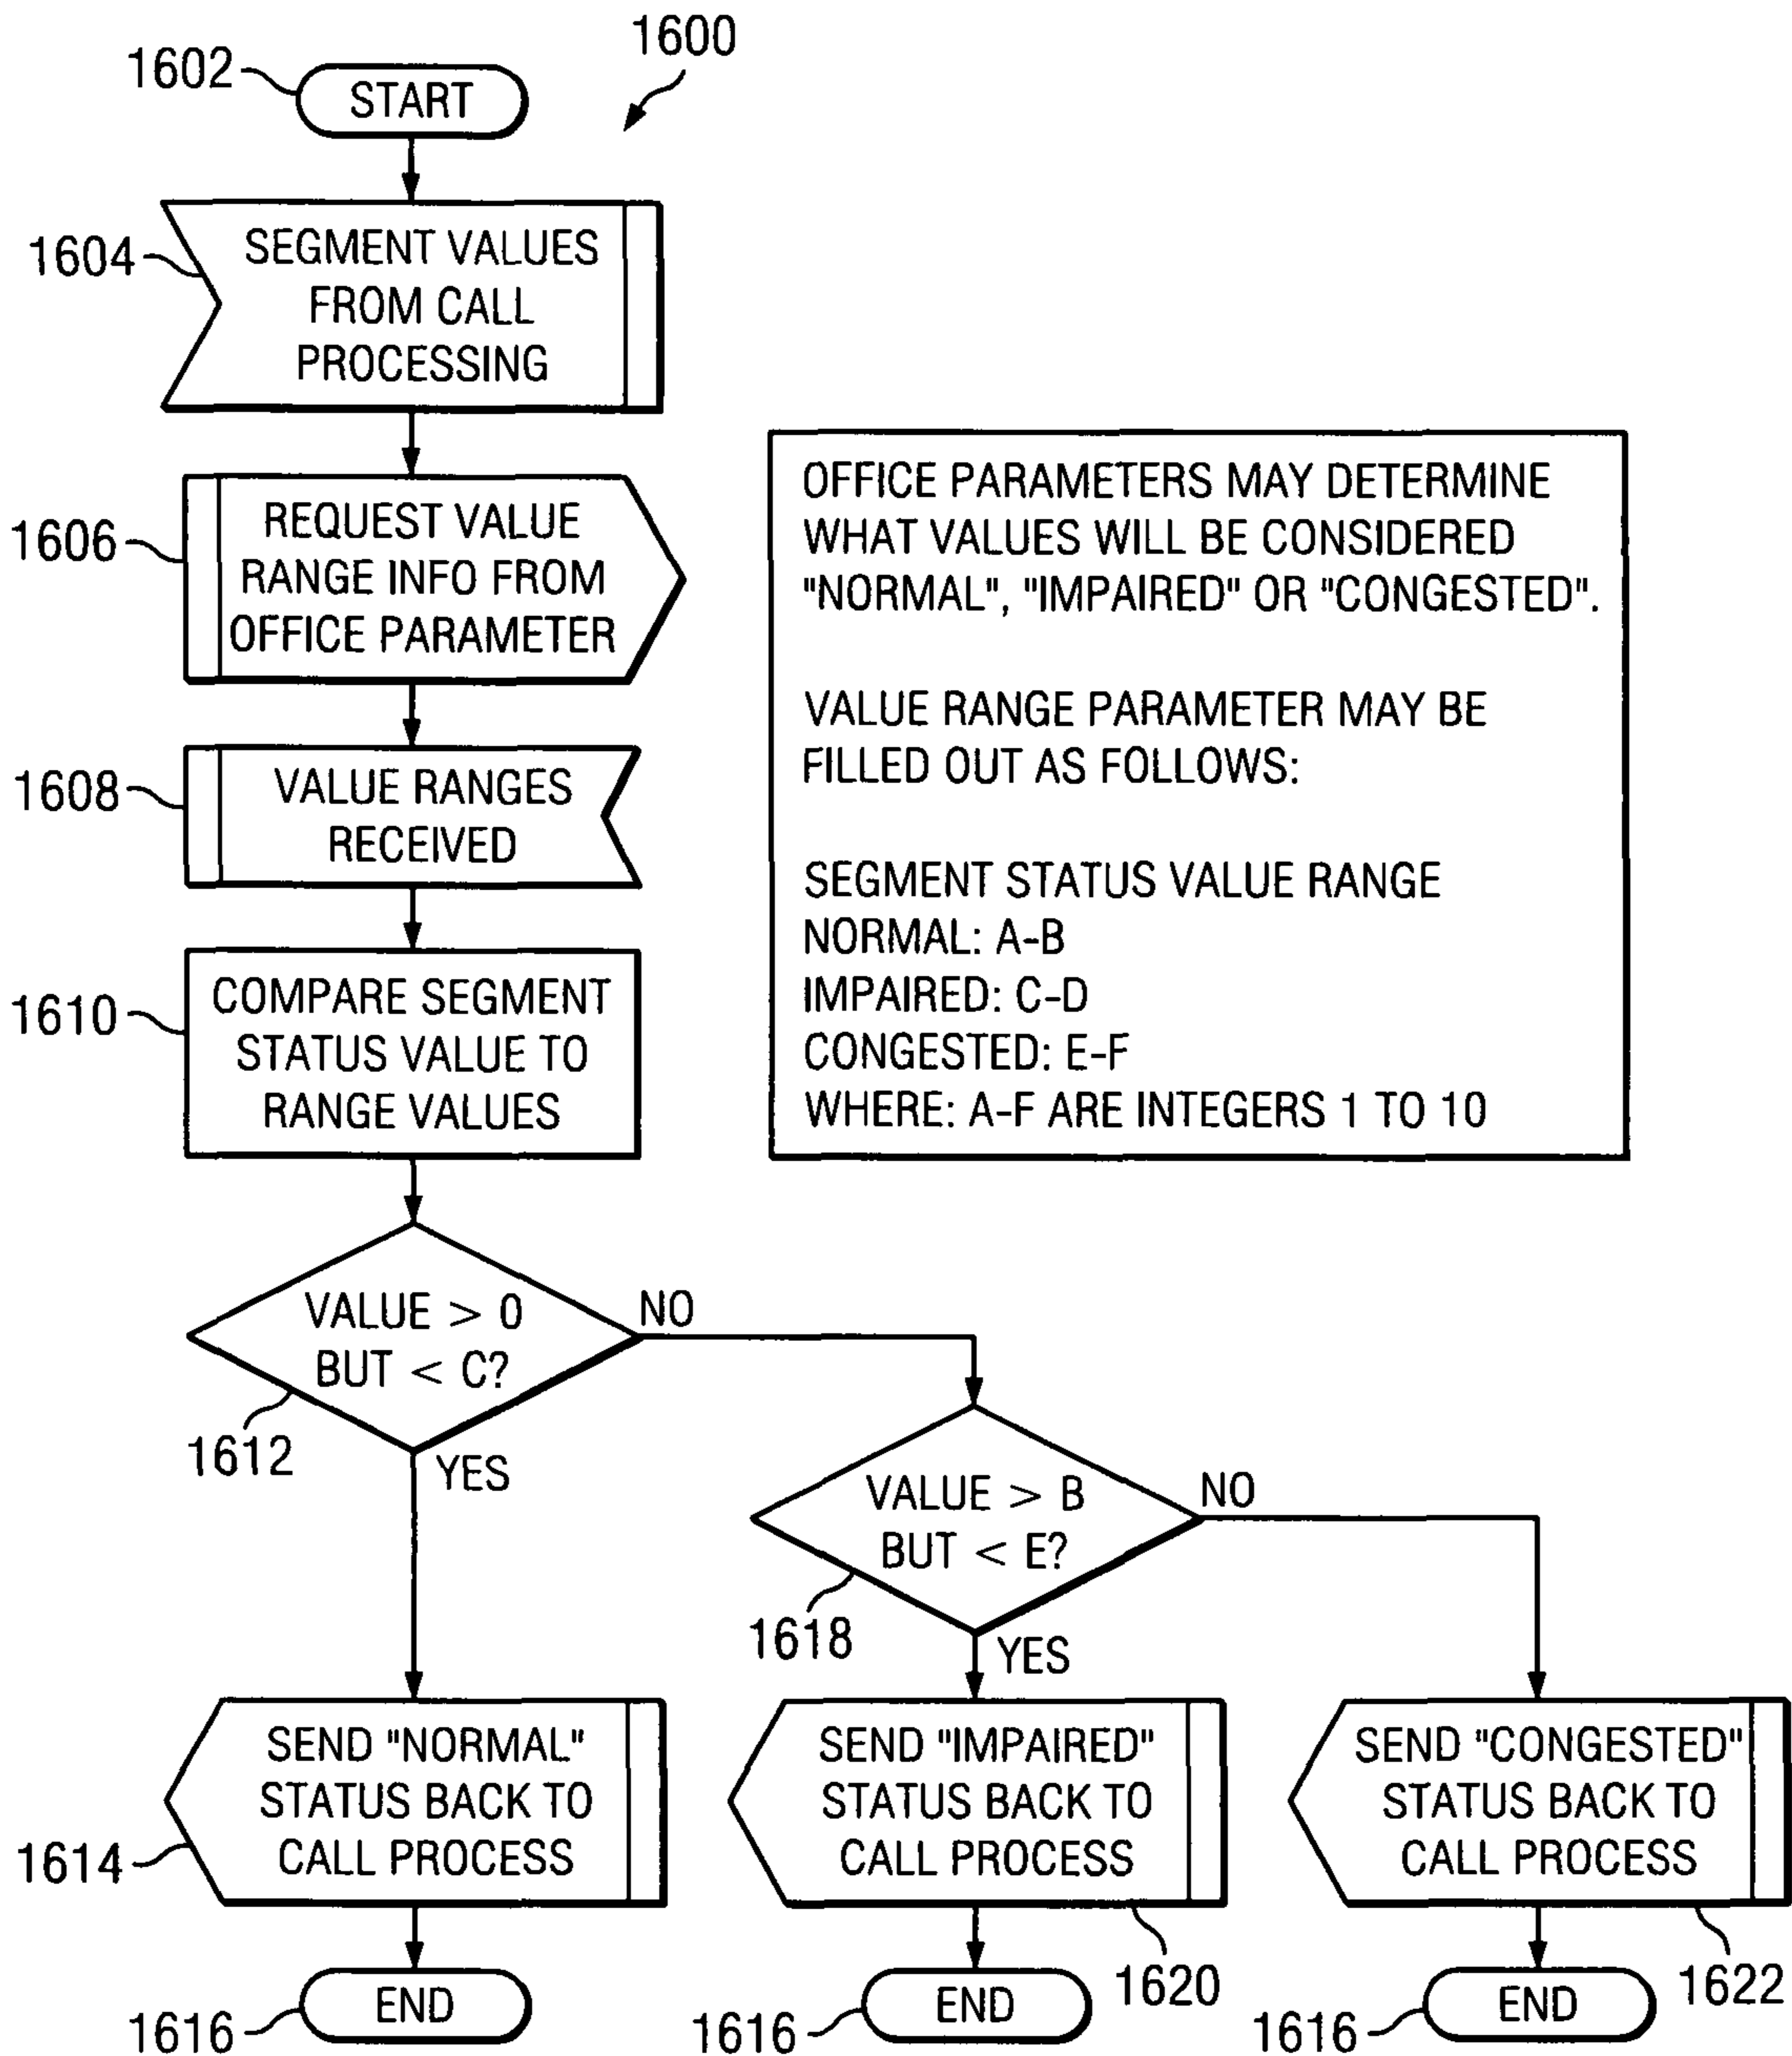 1600
1602
START
1604
SEGMENT VALUES
FROM CALL
PROCESSING
1606
REQUEST VALUE
RANGE INFO FROM
OFFICE PARAMETER
1608
VALUE RANGES
RECEIVED
1610
COMPARE SEGMENT
STATUS VALUE TO
RANGE VALUES
OFFICE PARAMETERS MAY DETERMINE
WHAT VALUES WILL BE CONSIDERED
"NORMAL", "IMPAIRED" OR "CONGESTED".
VALUE RANGE PARAMETER MAY BE
FILLED OUT AS FOLLOWS:
SEGMENT STATUS VALUE RANGE
NORMAL: A-B
IMPAIRED: C-D
CONGESTED: E-F
WHERE: A-F ARE INTEGERS 1 TO 10
VALUE > 0
BUT < C?
NO
1612
YES
VALUE > B
BUT < E?
NO
1618
YES
SEND "NORMAL"
STATUS BACK TO
CALL PROCESS
1614
SEND "IMPAIRED"
STATUS BACK TO
CALL PROCESS
1620
SEND "CONGESTED"
STATUS BACK TO
CALL PROCESS
1622
1616
END
1616
END
1616
END